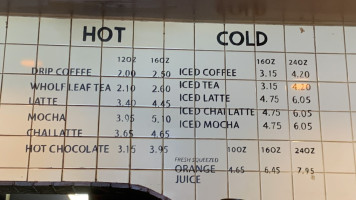 HOT COLD
12OZ 16OZ
DRIP COFFEE 2.00 2.50
WHOLE LEAF TEA 2.10 2.60
LATTE 3.40 4.45
MOCHA 3.95 5.10
CHAI LATTE 3.65 4.65
HOT CHOCOLATE 3.15 3.95
16OZ 24OZ
ICED COFFEE 3.15 4.20
ICED TEA 3.15 4.20
ICED LATTE 4.75 6.05
ICED CHAI LATTE 4.75 6.05
ICED MOCHA 4.75 6.05
10OZ 16OZ 24OZ
FRESH SQUEEZED
ORANGE 4.65 6.45 7.95
JUICE